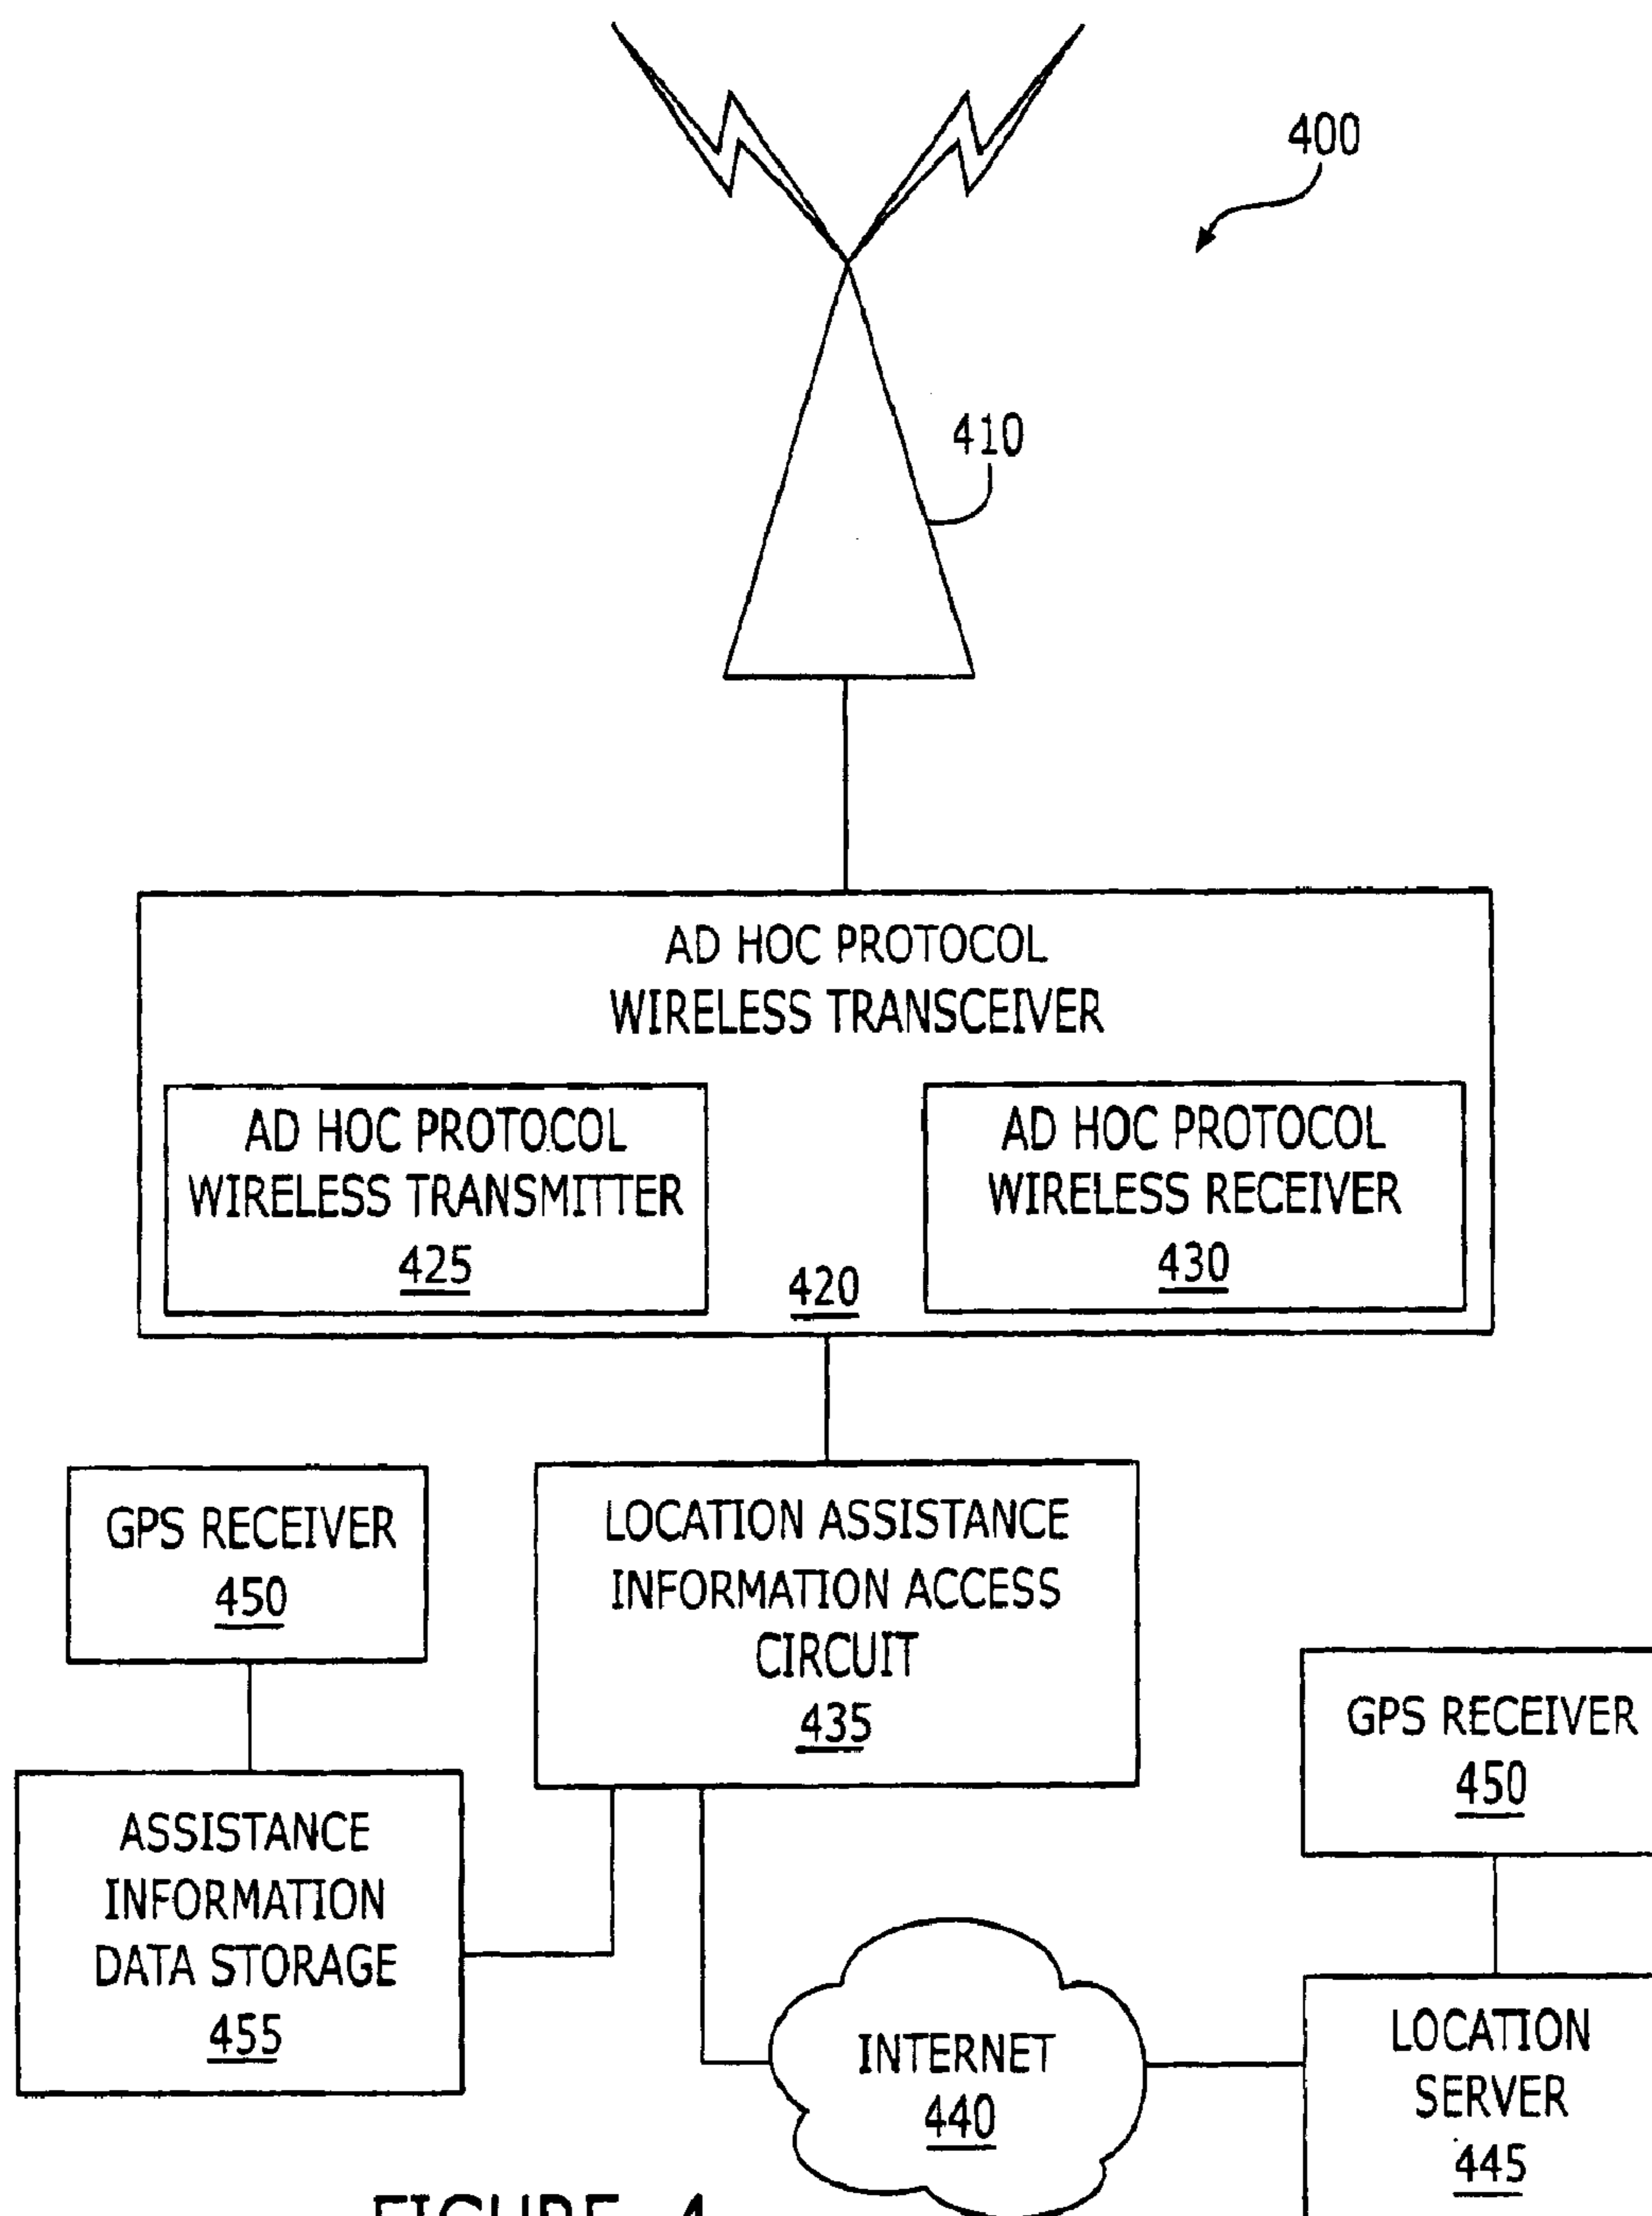 400
410
AD HOC PROTOCOL
WIRELESS TRANSCEIVER
AD HOC PROTOCOL
WIRELESS TRANSMITTER
425
AD HOC PROTOCOL
WIRELESS RECEIVER
430
420
GPS RECEIVER
450
LOCATION ASSISTANCE
INFORMATION ACCESS
CIRCUIT
435
GPS RECEIVER
450
ASSISTANCE
INFORMATION
DATA STORAGE
455
INTERNET
440
LOCATION
SERVER
445
FIGURE 4